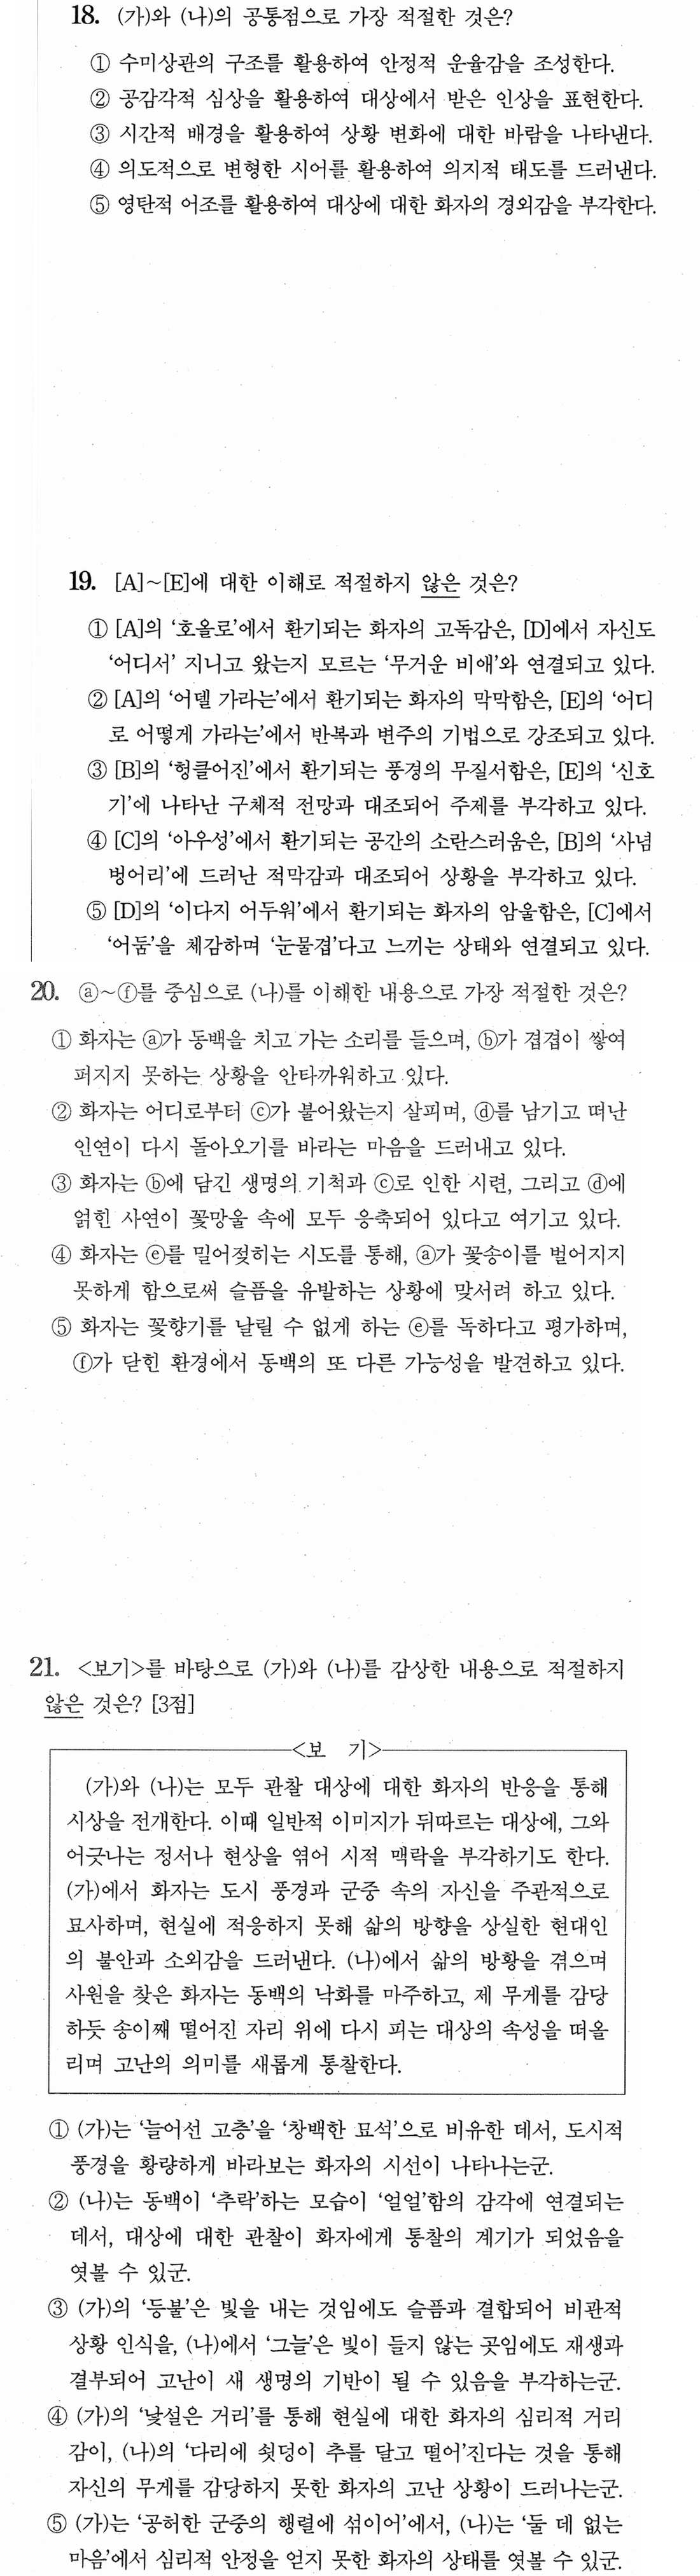 18. (가)와 (나)의 공통점으로 가장 적절한 것은?
① 수미상관의 구조를 활용하여 안정적 운율감을 조성한다.
② 공감각적 심상을 활용하여 대상에서 받은 인상을 표현한다.
③ 시간적 배경을 활용하여 상황 변화에 대한 바람을 나타낸다.
④ 의도적으로 변형한 시어를 활용하여 의지적 태도를 드러낸다.
⑤ 영탄적 어조를 활용하여 대상에 대한 화자의 경외감을 부각한다.
19. [A]~[E]에 대한 이해로 적절하지 않은 것은?
① [A]의 ‘호올로’에서 환기되는 화자의 고독감은, [D]에서 자신도
‘어디서’ 지니고 왔는지 모르는 ‘무거운 비애’와 연결되고 있다.
② [A]의 ‘어델 가라는’에서 환기되는 화자의 막막함은, [E]의 ‘어디
로 어떻게 가라는’에서 반복과 변주의 기법으로 강조되고 있다.
③ [B]의 ‘헝클어진’에서 환기되는 풍경의 무질서함은, [E]의 ‘신호
기’에 나타난 구체적 전망과 대조되어 주제를 부각하고 있다.
④ [C]의 ‘아우성’에서 환기되는 공간의 소란스러움은, [B]의 ‘사념
벙어리’에 드러난 적막감과 대조되어 상황을 부각하고 있다.
⑤ [D]의 ‘이다지 어두워’에서 환기되는 화자의 암울함은, [C]에서
‘어둠’을 체감하며 ‘눈물겹’다고 느끼는 상태와 연결되고 있다.
20. ⓐ~ⓕ를 중심으로 (나)를 이해한 내용으로 가장 적절한 것은?
① 화자는 ⓐ가 동백을 치고 가는 소리를 들으며, ⓑ가 겹겹이 쌓여
퍼지지 못하는 상황을 안타까워하고 있다.
② 화자는 어디로부터 ⓒ가 불어왔는지 살피며, ⓓ를 남기고 떠난
인연이 다시 돌아오기를 바라는 마음을 드러내고 있다.
③ 화자는 ⓑ에 담긴 생명의 기척과 ⓒ로 인한 시련, 그리고 ⓓ에
얽힌 사연이 꽃망울 속에 모두 응축되어 있다고 여기고 있다.
④ 화자는 ⓔ를 밀어젖히는 시도를 통해, ⓐ가 꽃송이를 벌어지지
못하게 함으로써 슬픔을 유발하는 상황에 맞서려 하고 있다.
⑤ 화자는 꽃향기를 날릴 수 없게 하는 ⓔ를 독하다고 평가하며,
ⓕ가 닫힌 환경에서 동백의 또 다른 가능성을 발견하고 있다.
21. <보기>를 바탕으로 (가)와 (나)를 감상한 내용으로 적절하지
않은 것은? [3점]
<보 기>
(가)와 (나)는 모두 관찰 대상에 대한 화자의 반응을 통해
시상을 전개한다. 이때 일반적 이미지가 뒤따르는 대상에, 그와
어긋나는 정서나 현상을 엮어 시적 맥락을 부각하기도 한다.
(가)에서 화자는 도시 풍경과 군중 속의 자신을 주관적으로
묘사하며, 현실에 적응하지 못해 삶의 방향을 상실한 현대인
의 불안과 소외감을 드러낸다. (나)에서 삶의 방황을 겪으며
사원을 찾은 화자는 동백의 낙화를 마주하고, 제 무게를 감당
하듯 송이째 떨어진 자리 위에 다시 피는 대상의 속성을 떠올
리며 고난의 의미를 새롭게 통찰한다.
① (가)는 ‘늘어선 고층’을 ‘창백한 묘석’으로 비유한 데서, 도시적
풍경을 황량하게 바라보는 화자의 시선이 나타나는군.
② (나)는 동백이 ‘추락’하는 모습이 ‘얼얼’함의 감각에 연결되는
데서, 대상에 대한 관찰이 화자에게 통찰의 계기가 되었음을
엿볼 수 있군.
③ (가)의 ‘등불’은 빛을 내는 것임에도 슬픔과 결합되어 비관적
상황 인식을, (나)에서 ‘그늘’은 빛이 들지 않는 곳임에도 재생과
결부되어 고난이 새 생명의 기반이 될 수 있음을 부각하는군.
④ (가)의 ‘낯설은 거리’를 통해 현실에 대한 화자의 심리적 거리
감이, (나)의 ‘다리에 쇳덩이 추를 달고 떨어’진다는 것을 통해
자신의 무게를 감당하지 못한 화자의 고난 상황이 드러나는군.
⑤ (가)는 ‘공허한 군중의 행렬에 섞이어’에서, (나)는 ‘둘 데 없는
마음’에서 심리적 안정을 얻지 못한 화자의 상태를 엿볼 수 있군.